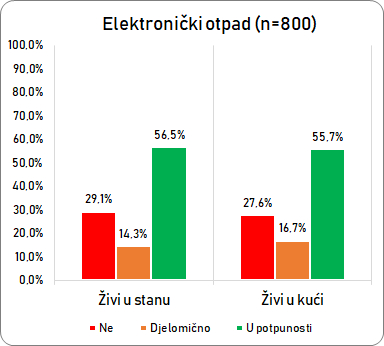 Elektronički otpad (n=800)
100,0%
90,0%
80,0%
70,0%
60,0%
50,0%
40,0%
30,0%
20,0%
10,0%
0,0%
29,1%
14,3%
56,5%
27,6%
16,7%
55,7%
Živi u stanu
Živi u kući
Ne
Djelomično
U potpunosti